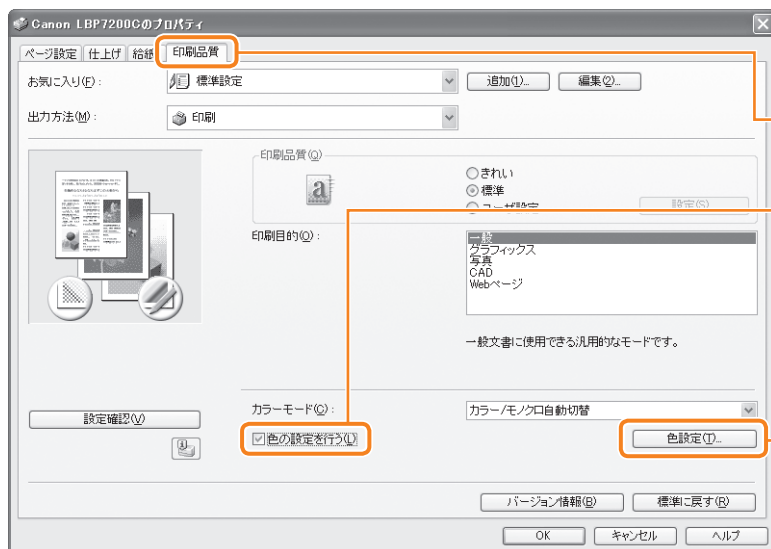 Canon LBP7200Cのプロパティ
ページ設定 仕上げ 給紙 印刷品質
お気に入り(F): 標準設定 追加(1)... 編集(2)...
出力方法(M): 印刷
印刷品質(Q)
a
きれい
標準
ユーザ設定 設定(S)...
印刷目的(O):
一般
グラフィックス
写真
CAD
Webページ
一般文書に使用できる汎用的なモードです。
カラーモード(C): カラー/モノクロ自動切替
設定確認(V)
色の設定を行う(L) 色設定(T)...
バージョン情報(B) 標準に戻す(R)
OK キャンセル ヘルプ